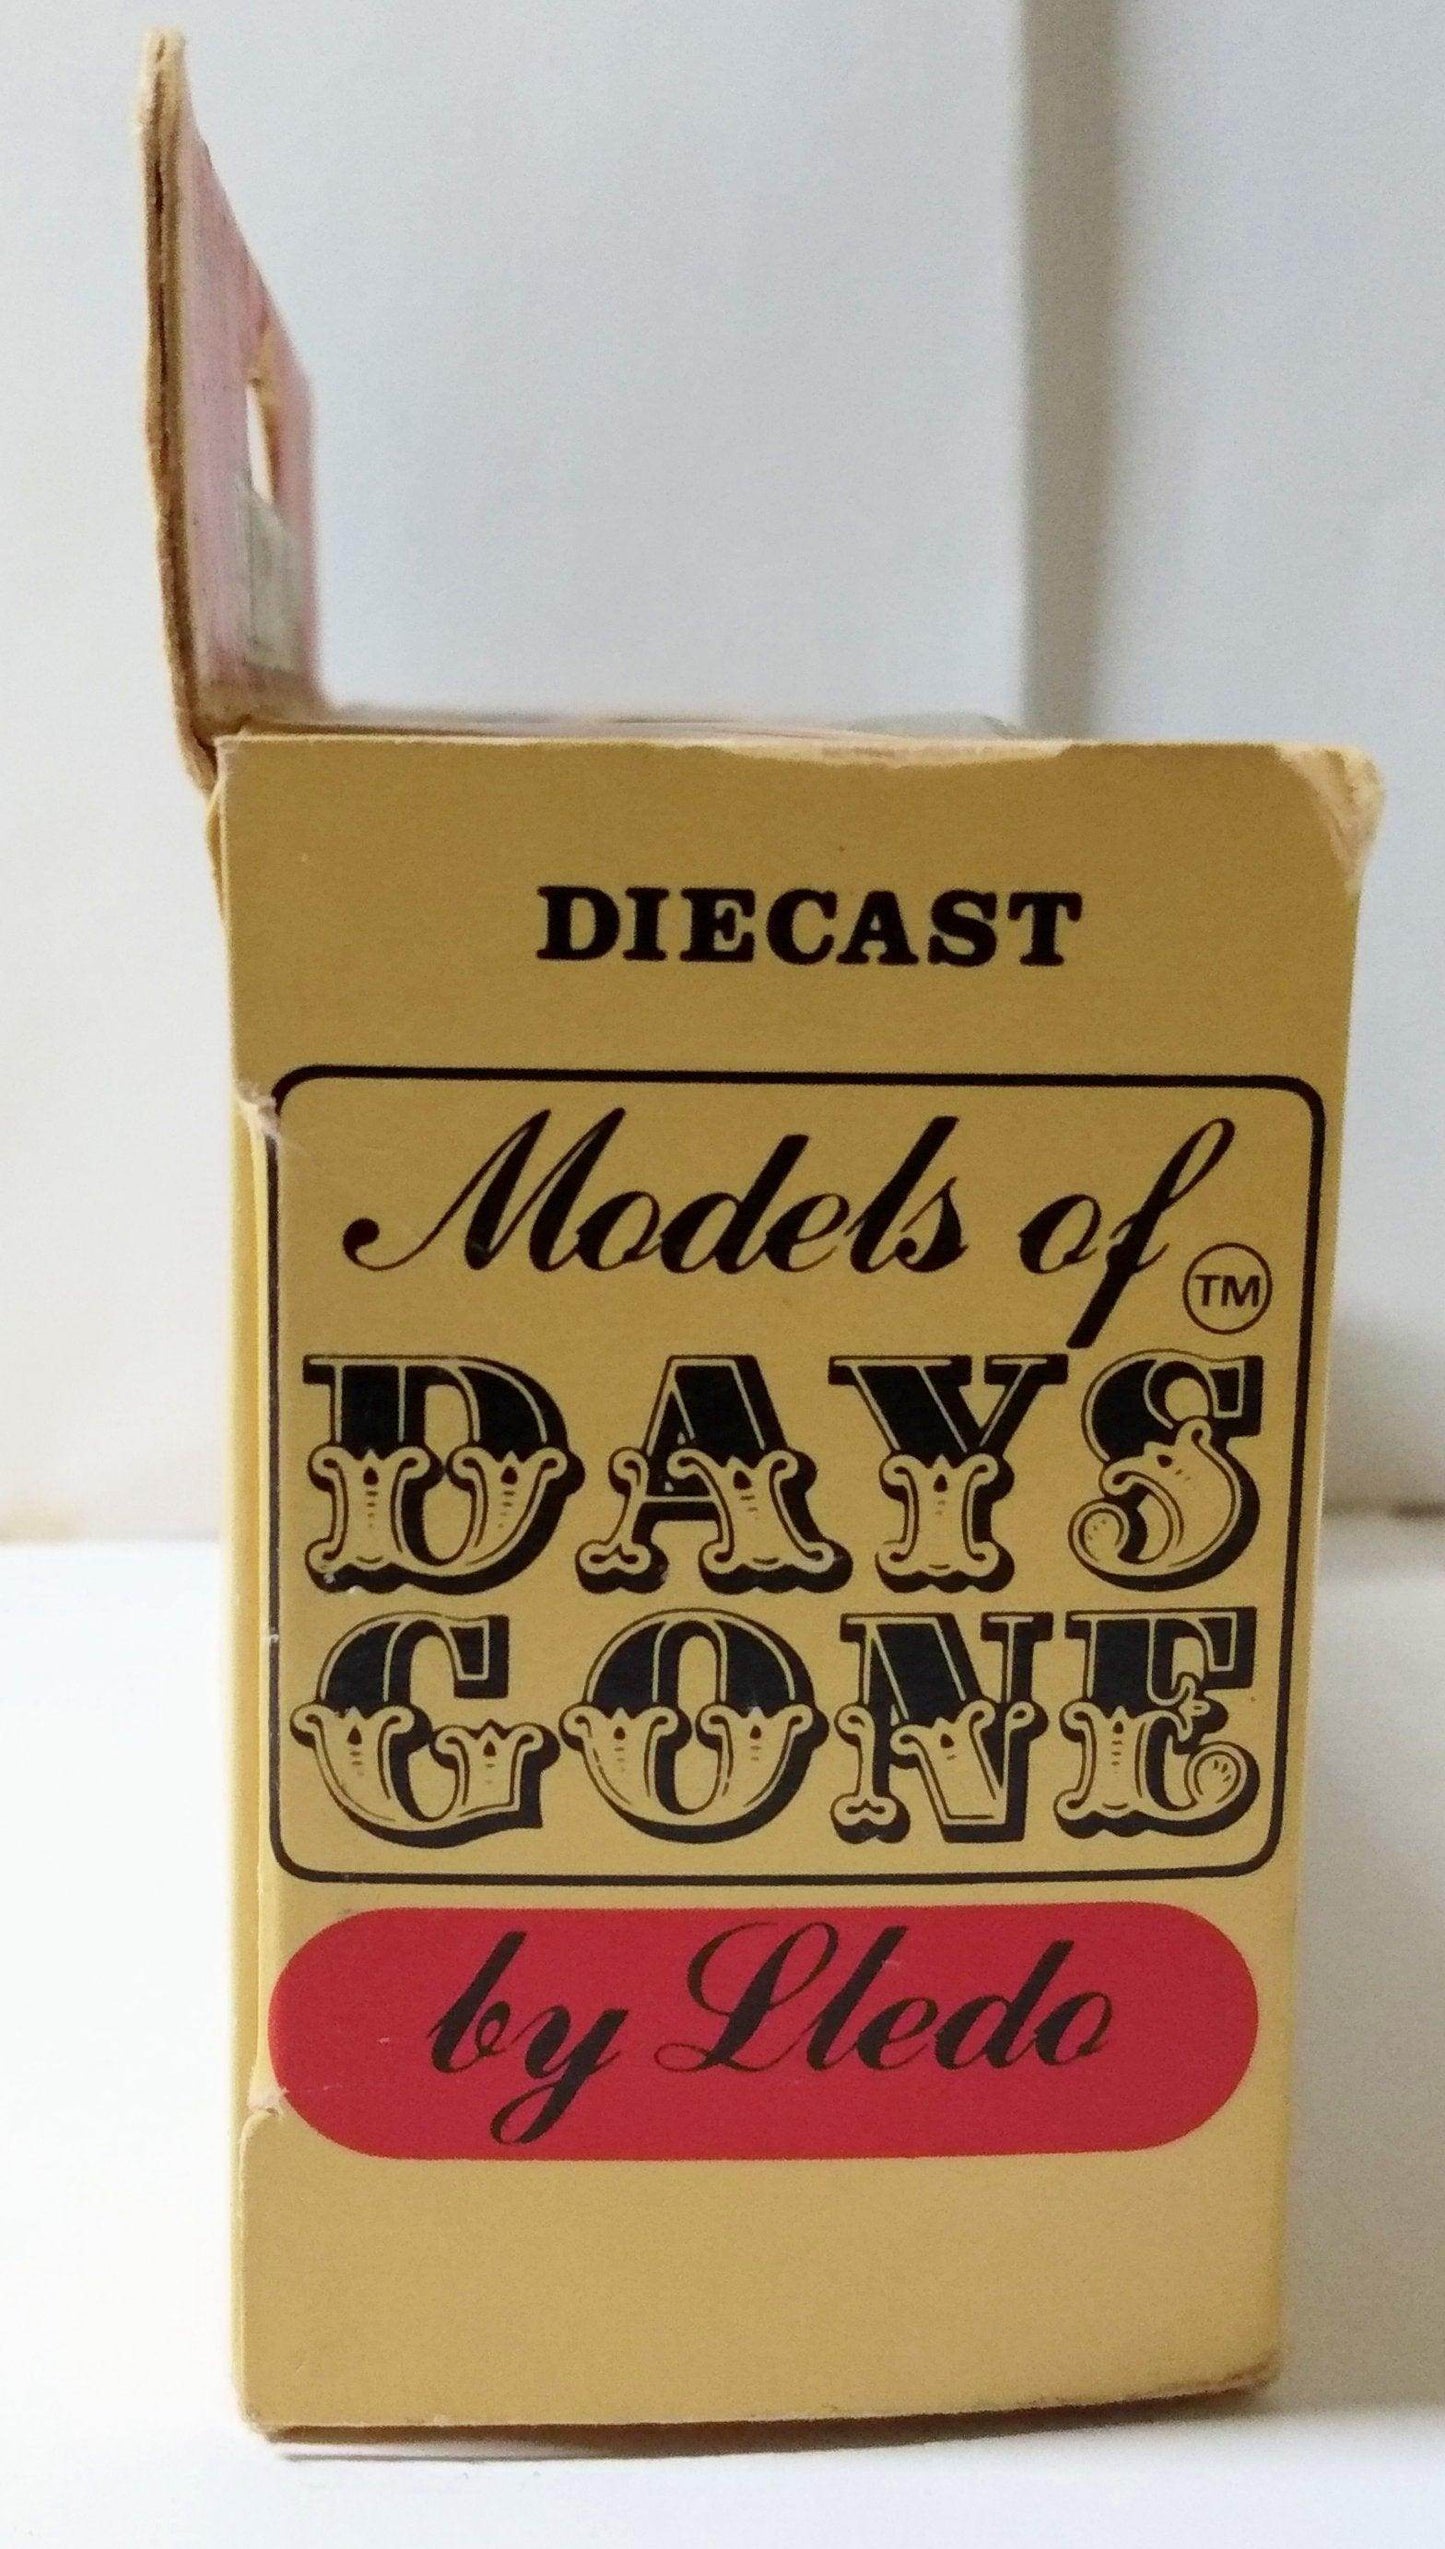 DIECAST
Models of TM
DAYS
GONE
by Lledo